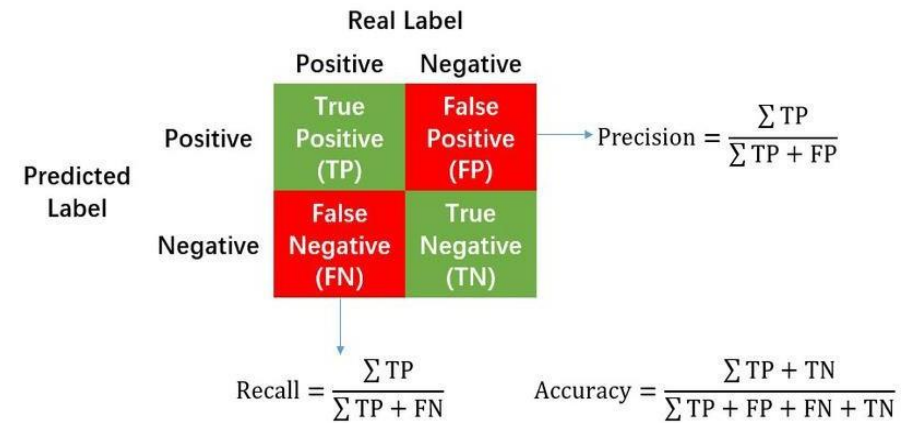 Real Label
Positive Negative
True Positive (TP)
False Positive (FP)
Positive
Precision = ∑ TP / ∑ TP + FP
Predicted Label
Negative
False Negative (FN)
True Negative (TN)
Recall = ∑ TP / ∑ TP + FN
Accuracy = ∑ TP + TN / ∑ TP + FP + FN + TN